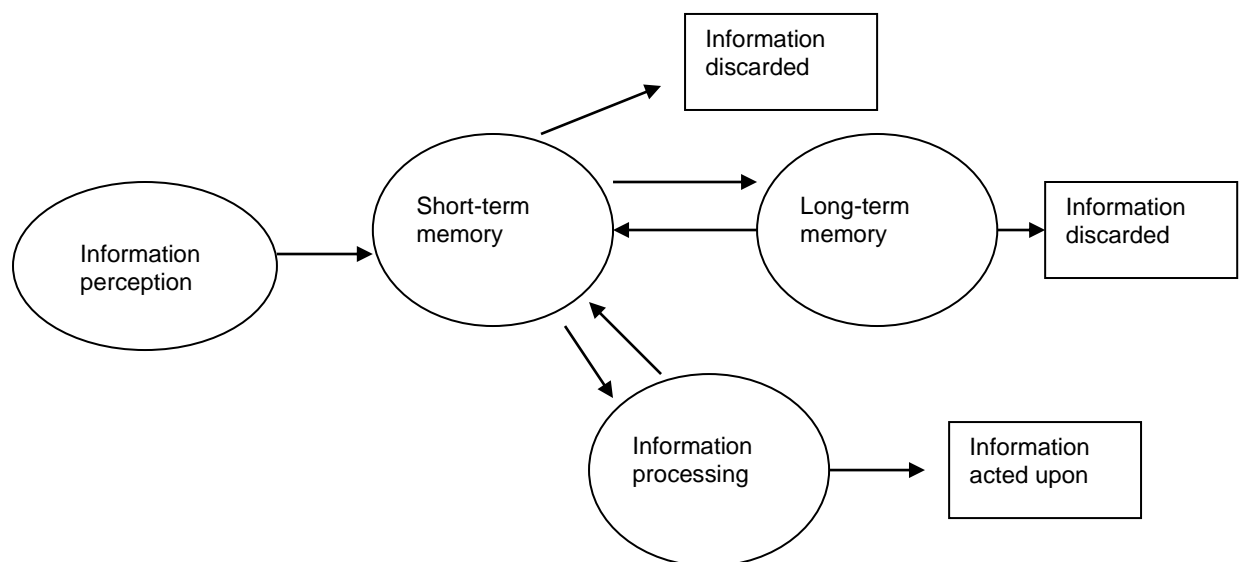 Information
discarded
Short-term
memory
Long-term
memory
Information
discarded
Information
perception
Information
processing
Information
acted upon